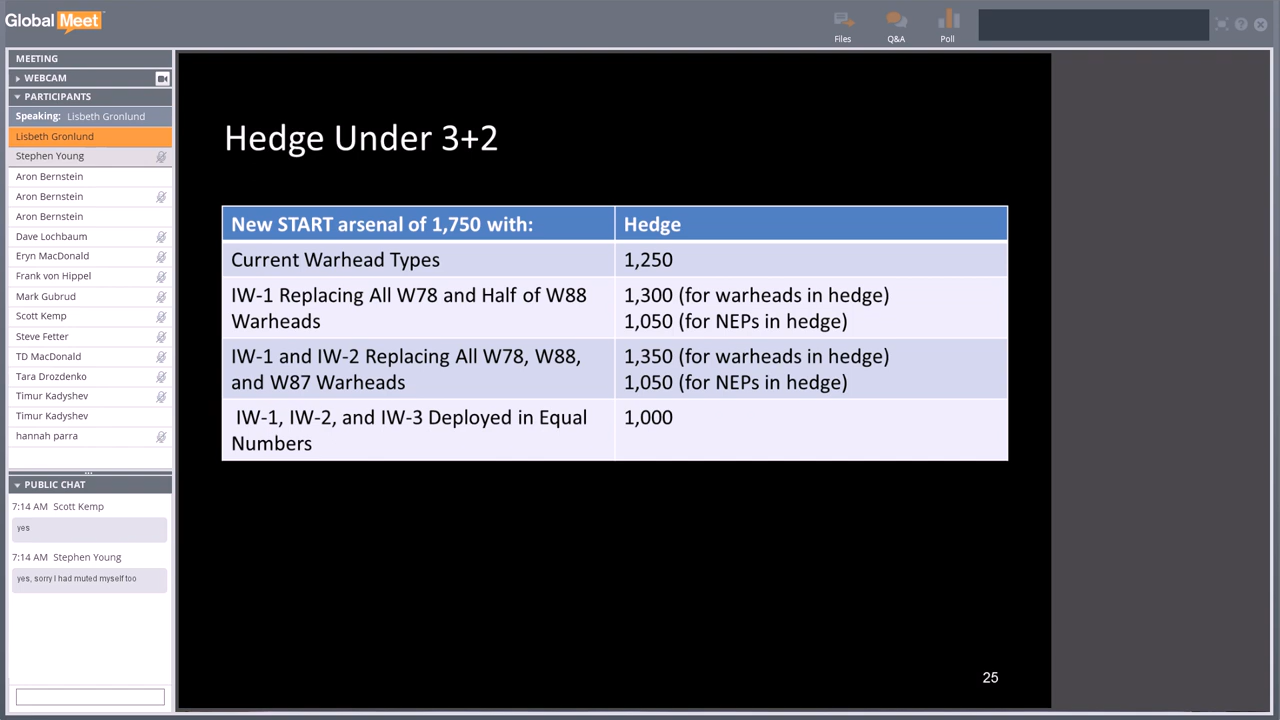 Global Meet
Files
Q&A
Poll
MEETING
WEBCAM
PARTICIPANTS
Speaking: Lisbeth Gronlund
Lisbeth Gronlund
Stephen Young
Aron Bernstein
Aron Bernstein
Aron Bernstein
Dave Lochbaum
Eryn MacDonald
Frank von Hippel
Mark Gubrud
Scott Kemp
Steve Fetter
TD MacDonald
Tara Drozdenko
Timur Kadyshev
Timur Kadyshev
hannah parra
PUBLIC CHAT
7:14 AM Scott Kemp
yes
7:14 AM Stephen Young
yes, sorry I had muted myself too
Hedge Under 3+2
New START arsenal of 1,750 with:
Hedge
Current Warhead Types
1,250
IW-1 Replacing All W78 and Half of W88
Warheads
1,300 (for warheads in hedge)
1,050 (for NEPs in hedge)
IW-1 and IW-2 Replacing All W78, W88,
and W87 Warheads
1,350 (for warheads in hedge)
1,050 (for NEPs in hedge)
IW-1, IW-2, and IW-3 Deployed in Equal
Numbers
1,000
25